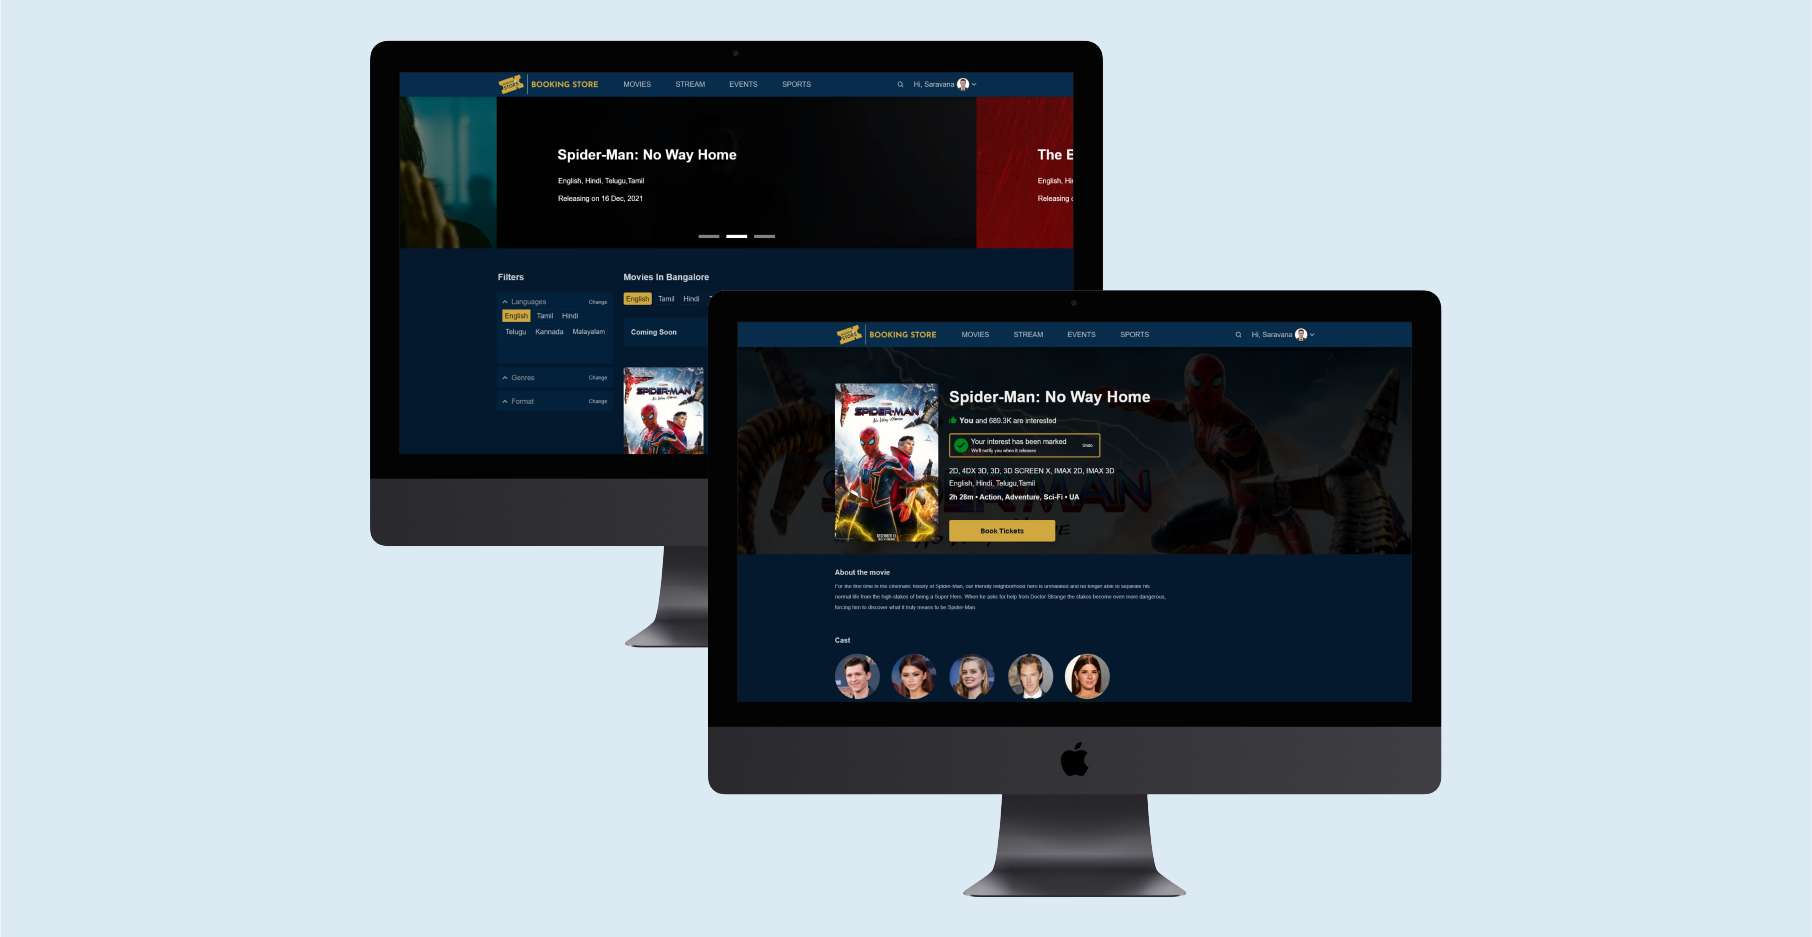 BOOKING STORE
MOVIES
STREAM
EVENTS
SPORTS
Hi, Saravana
Spider-Man: No Way Home
English, Hindi, Telugu,Tamil
Releasing on 16 Dec, 2021
The E
English, Hi
Releasing
Filters
Languages
Change
English Tamil Hindi
Telugu Kannada Malayalam
Genres
Change
Format
Change
Movies In Bangalore
English Tamil Hindi
Coming Soon
SPIDER-MAN
No Way Home
BOOKING STORE
MOVIES
STREAM
EVENTS
SPORTS
Hi, Saravana
SPIDER-MAN
No Way Home
Spider-Man: No Way Home
You and 689.3K are interested
Your interest has been marked
We'll notify you when it releases
Undo
2D, 4DX 3D, 3D, 3D SCREEN X, IMAX 2D, IMAX 3D
English, Hindi, Telugu,Tamil
2h 28m • Action, Adventure, Sci-Fi • UA
Book Tickets
About the movie
For the first time in the cinematic history of Spider-Man, our friendly neighborhood hero is unmasked and no longer able to separate his
normal life from the high-stakes of being a Super Hero. When he asks for help from Doctor Strange the stakes become even more dangerous,
forcing him to discover what it truly means to be Spider-Man.
Cast